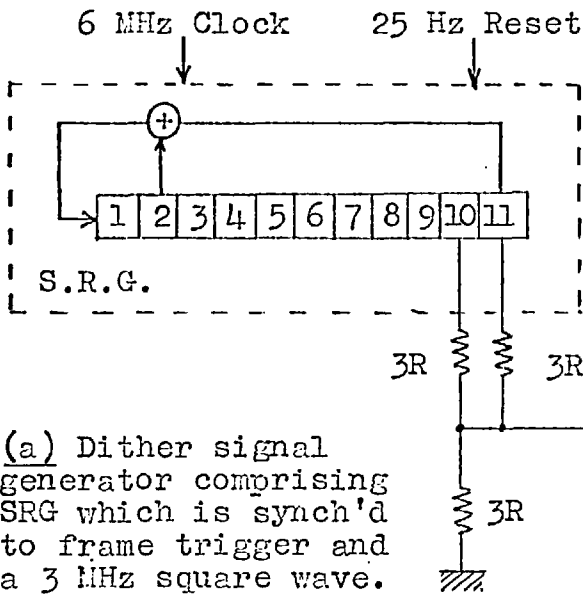 6 MHz Clock 25 Hz Reset
+
1 2 3 4 5 6 7 8 9 10 11
S.R.G.
3R 3R
3R
(a) Dither signal
generator comprising
SRG which is synch'd
to frame trigger and
a 3 MHz square wave.